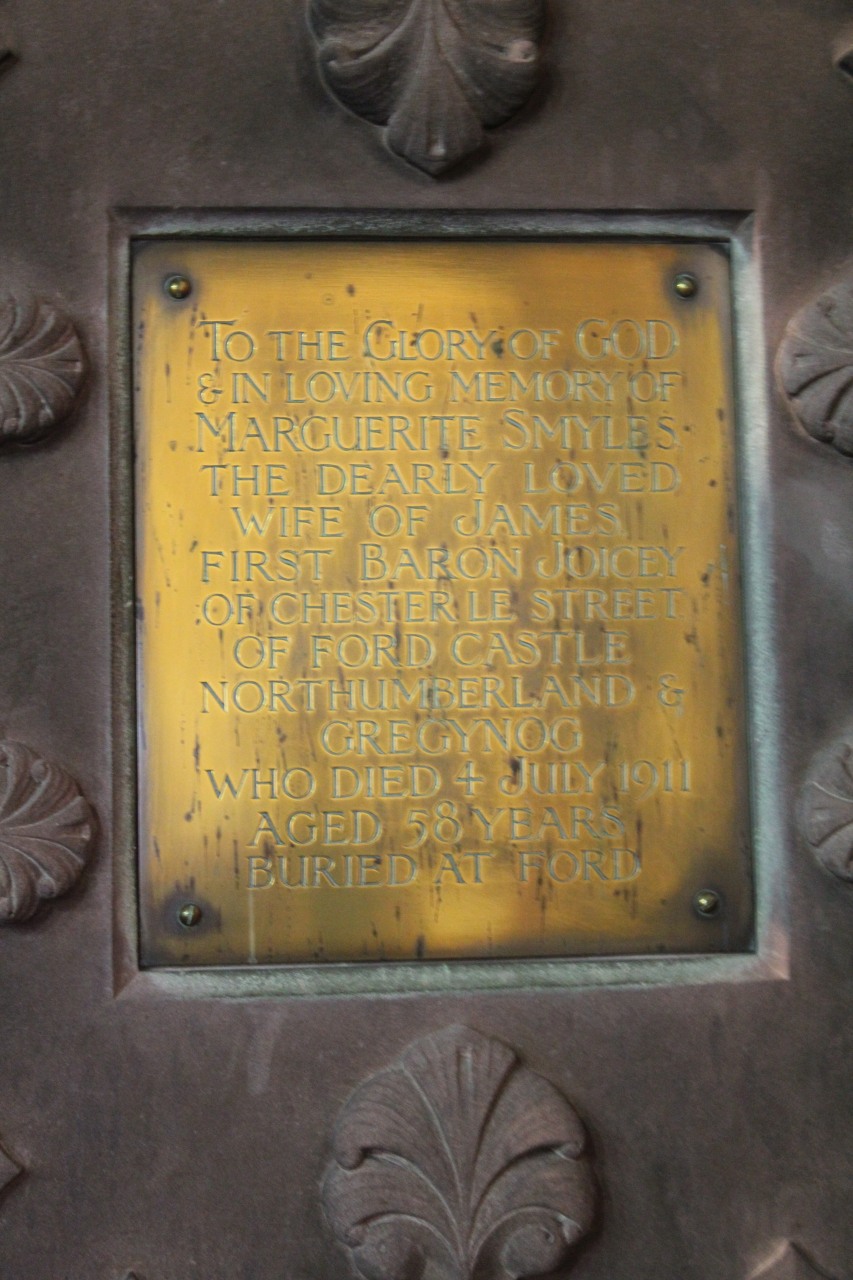 To the Glory of GOD
& in loving memory of
Marguerite Smyles,
the dearly loved
wife of James,
first Baron Joicey
of Chester le Street.
of Ford Castle
Northumberland &
Gregynog
who died 4 July 1911
aged 58 years
buried at Ford